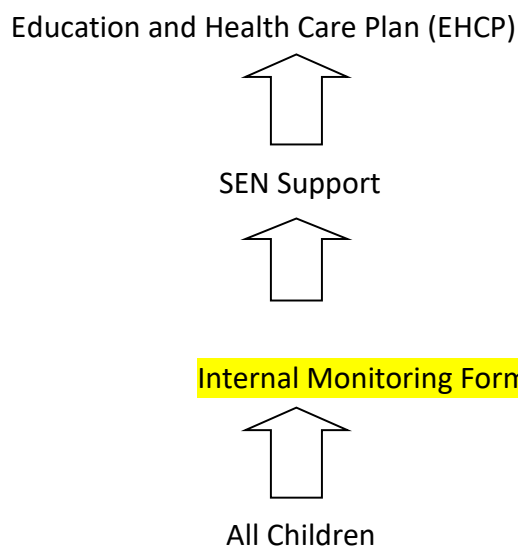 Education and Health Care Plan (EHCP)
SEN Support
Internal Monitoring Form
All Children